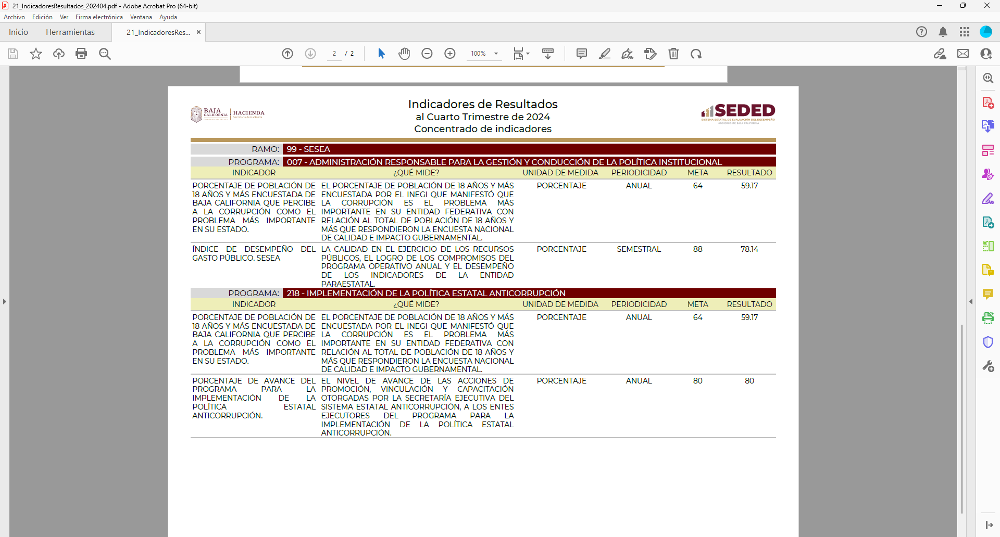 21_IndicadoresResultados_202404.pdf - Adobe Acrobat Pro (64-bit)
Archivo Edición Ver Firma electrónica Ventana Ayuda
Inicio Herramientas 21_IndicadoresRes... ×
2 / 2 100%
BAJA CALIFORNIA
HACIENDA
Secretaría de Hacienda
Indicadores de Resultados
al Cuarto Trimestre de 2024
Concentrado de indicadores
SEDED
SISTEMA ESTATAL DE EVALUACIÓN DEL DESEMPEÑO
GOBIERNO DE BAJA CALIFORNIA
RAMO: 99 - SESEA
PROGRAMA: 007 - ADMINISTRACIÓN RESPONSABLE PARA LA GESTIÓN Y CONDUCCIÓN DE LA POLÍTICA INSTITUCIONAL
INDICADOR ¿QUÉ MIDE? UNIDAD DE MEDIDA PERIODICIDAD META RESULTADO
PORCENTAJE DE POBLACIÓN DE EL PORCENTAJE DE POBLACIÓN DE 18 AÑOS Y MÁS PORCENTAJE ANUAL 64 59.17
18 AÑOS Y MÁS ENCUESTADA DE ENCUESTADA POR EL INEGI QUE MANIFESTÓ QUE
BAJA CALIFORNIA QUE PERCIBE LA CORRUPCIÓN ES EL PROBLEMA MÁS
A LA CORRUPCIÓN COMO EL IMPORTANTE EN SU ENTIDAD FEDERATIVA CON
PROBLEMA MÁS IMPORTANTE RELACIÓN AL TOTAL DE POBLACIÓN DE 18 AÑOS Y
EN SU ESTADO. MÁS QUE RESPONDIERON LA ENCUESTA NACIONAL
DE CALIDAD E IMPACTO GUBERNAMENTAL.
ÍNDICE DE DESEMPEÑO DEL LA CALIDAD EN EL EJERCICIO DE LOS RECURSOS PORCENTAJE SEMESTRAL 88 78.14
GASTO PÚBLICO. SESEA PÚBLICOS, EL LOGRO DE LOS COMPROMISOS DEL
PROGRAMA OPERATIVO ANUAL Y EL DESEMPEÑO
DE LOS INDICADORES DE LA ENTIDAD
PARAESTATAL.
PROGRAMA: 218 - IMPLEMENTACIÓN DE LA POLÍTICA ESTATAL ANTICORRUPCIÓN
INDICADOR ¿QUÉ MIDE? UNIDAD DE MEDIDA PERIODICIDAD META RESULTADO
PORCENTAJE DE POBLACIÓN DE EL PORCENTAJE DE POBLACIÓN DE 18 AÑOS Y MÁS PORCENTAJE ANUAL 64 59.17
18 AÑOS Y MÁS ENCUESTADA DE ENCUESTADA POR EL INEGI QUE MANIFESTÓ QUE
BAJA CALIFORNIA QUE PERCIBE LA CORRUPCIÓN ES EL PROBLEMA MÁS
A LA CORRUPCIÓN COMO EL IMPORTANTE EN SU ENTIDAD FEDERATIVA CON
PROBLEMA MÁS IMPORTANTE RELACIÓN AL TOTAL DE POBLACIÓN DE 18 AÑOS Y
EN SU ESTADO. MÁS QUE RESPONDIERON LA ENCUESTA NACIONAL
DE CALIDAD E IMPACTO GUBERNAMENTAL.
PORCENTAJE DE AVANCE DEL EL NIVEL DE AVANCE DE LAS ACCIONES DE PORCENTAJE ANUAL 80 80
PROGRAMA PARA LA PROMOCIÓN, VINCULACIÓN Y CAPACITACIÓN
IMPLEMENTACIÓN DE LA OTORGADAS POR LA SECRETARÍA EJECUTIVA DEL
POLÍTICA ESTATAL SISTEMA ESTATAL ANTICORRUPCIÓN, A LOS ENTES
ANTICORRUPCIÓN. EJECUTORES DEL PROGRAMA PARA LA
IMPLEMENTACIÓN DE LA POLÍTICA ESTATAL
ANTICORRUPCIÓN.